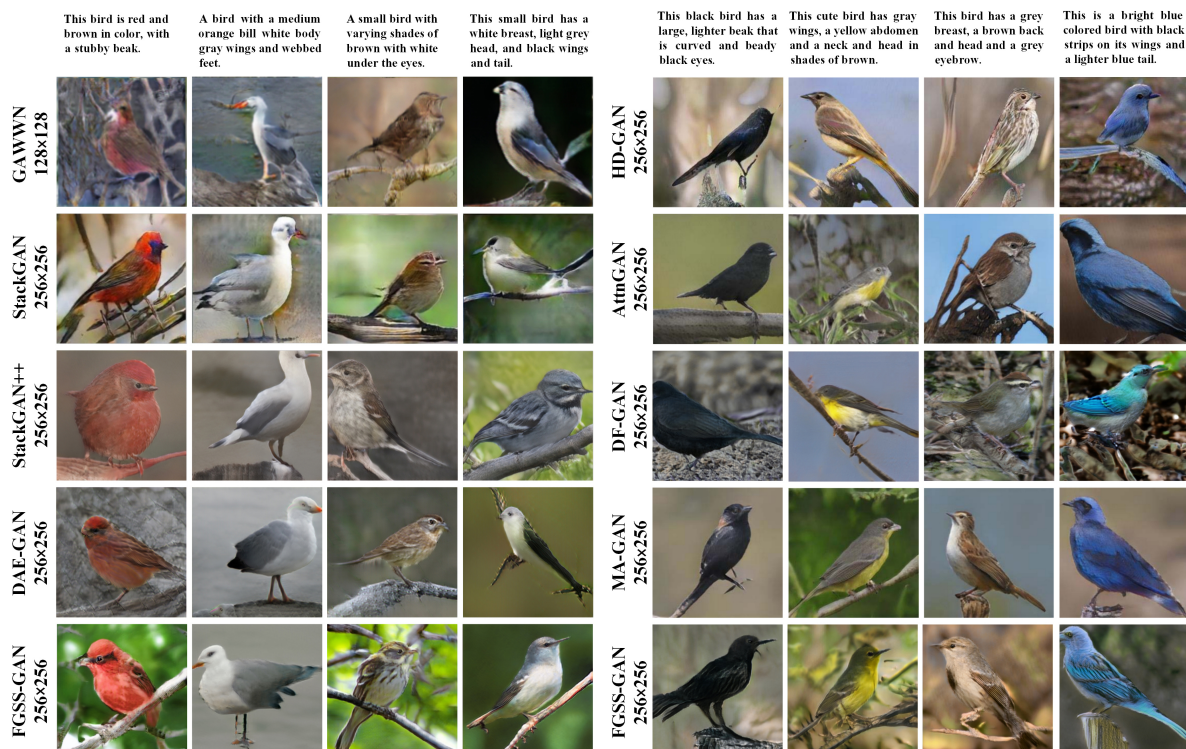 This bird is red and
brown in color, with
a stubby beak.
A bird with a medium
orange bill white body
gray wings and webbed
feet.
A small bird with
varying shades of
brown with white
under the eyes.
This small bird has a
white breast, light grey
head, and black wings
and tail.
This black bird has a
large, lighter beak that
is curved and beady
black eyes.
This cute bird has gray
wings, a yellow abdomen
and a neck and head in
shades of brown.
This bird has a grey
breast, a brown back
and head and a grey
eyebrow.
This is a bright blue
colored bird with black
strips on its wings and
a lighter blue tail.
GAWWN
128×128
StackGAN
256×256
StackGAN++
256×256
DAE-GAN
256×256
FGSS-GAN
256×256
HD-GAN
256×256
AttnGAN
256×256
DF-GAN
256×256
MA-GAN
256×256
FGSS-GAN
256×256